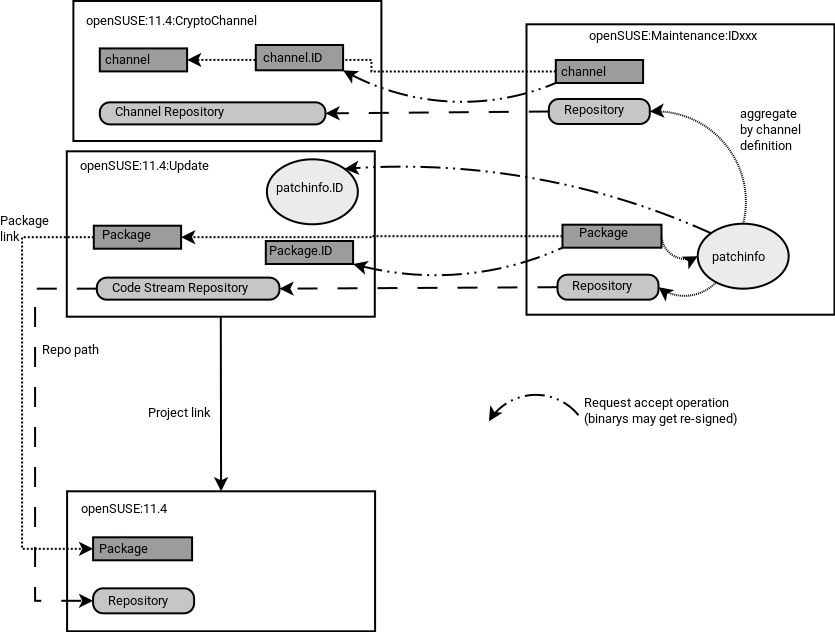 openSUSE:11.4:CryptoChannel
channel
channel.ID
Channel Repository
openSUSE:Maintenance:IDxxx
channel
Repository
aggregate
by channel
definition
openSUSE:11.4:Update
patchinfo.ID
Package
link
Package
Package.ID
Code Stream Repository
Package
patchinfo
Repository
Repo path
Project link
Request accept operation
(binarys may get re-signed)
openSUSE:11.4
Package
Repository